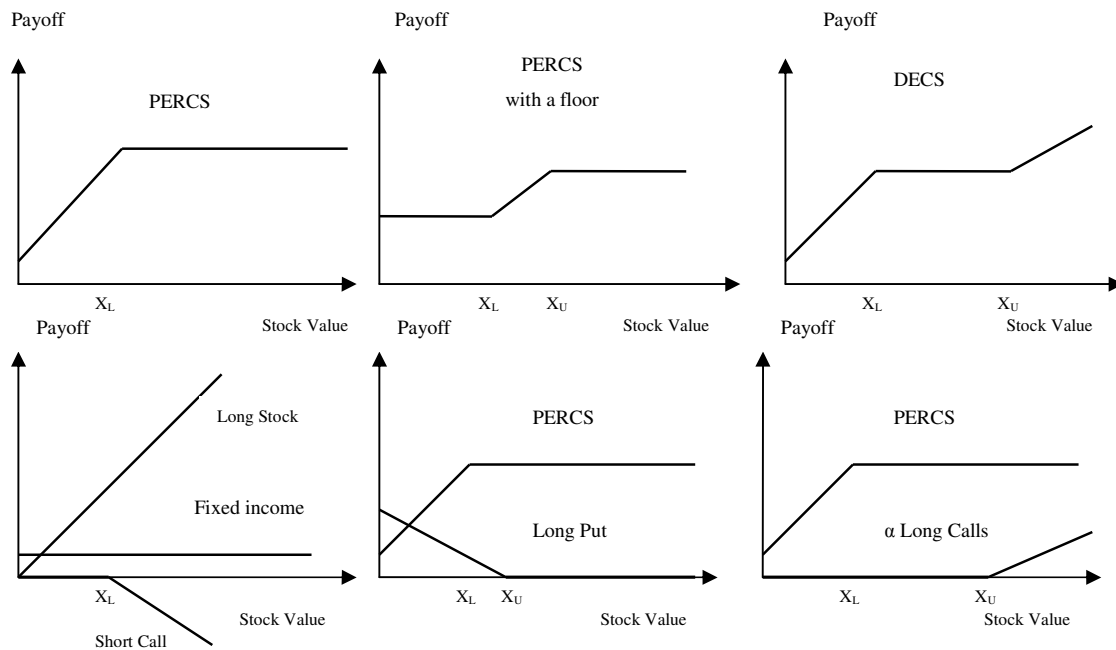 Payoff
PERCS
X_L
Stock Value
Payoff
PERCS
with a floor
X_L X_U
Stock Value
Payoff
DECS
X_L X_U
Stock Value
Payoff
Long Stock
Fixed income
X_L
Stock Value
Short Call
Payoff
PERCS
Long Put
X_L X_U
Stock Value
Payoff
PERCS
α Long Calls
X_L X_U
Stock Value